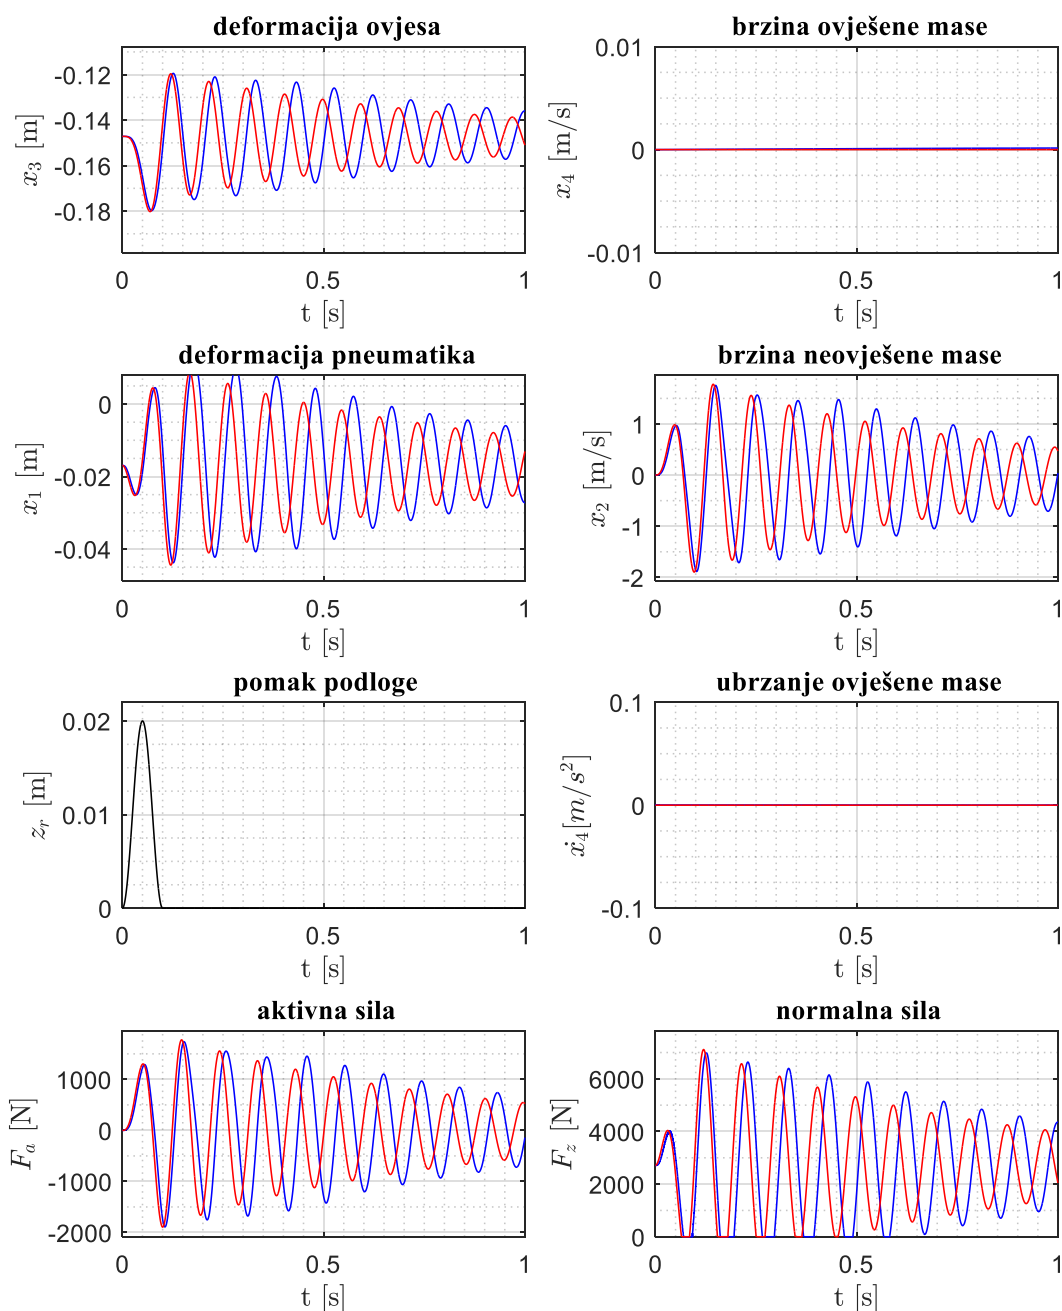 deformacija ovjesa
x₃ [m]
-0.12
-0.14
-0.16
-0.18
0
0.5
1
t [s]
brzina ovješene mase
x₄ [m/s]
0.01
0
-0.01
0
0.5
1
t [s]
deformacija pneumatika
x₁ [m]
0
-0.02
-0.04
0
0.5
1
t [s]
brzina neovješene mase
x₂ [m/s]
1
0
-1
-2
0
0.5
1
t [s]
pomak podloge
zᵣ [m]
0.02
0.01
0
0
0.5
1
t [s]
ubrzanje ovješene mase
ẋ₄[m/s²]
0.1
0
-0.1
0
0.5
1
t [s]
aktivna sila
Fₐ [N]
1000
0
-1000
-2000
0
0.5
1
t [s]
normalna sila
F_z [N]
6000
4000
2000
0
0
0.5
1
t [s]